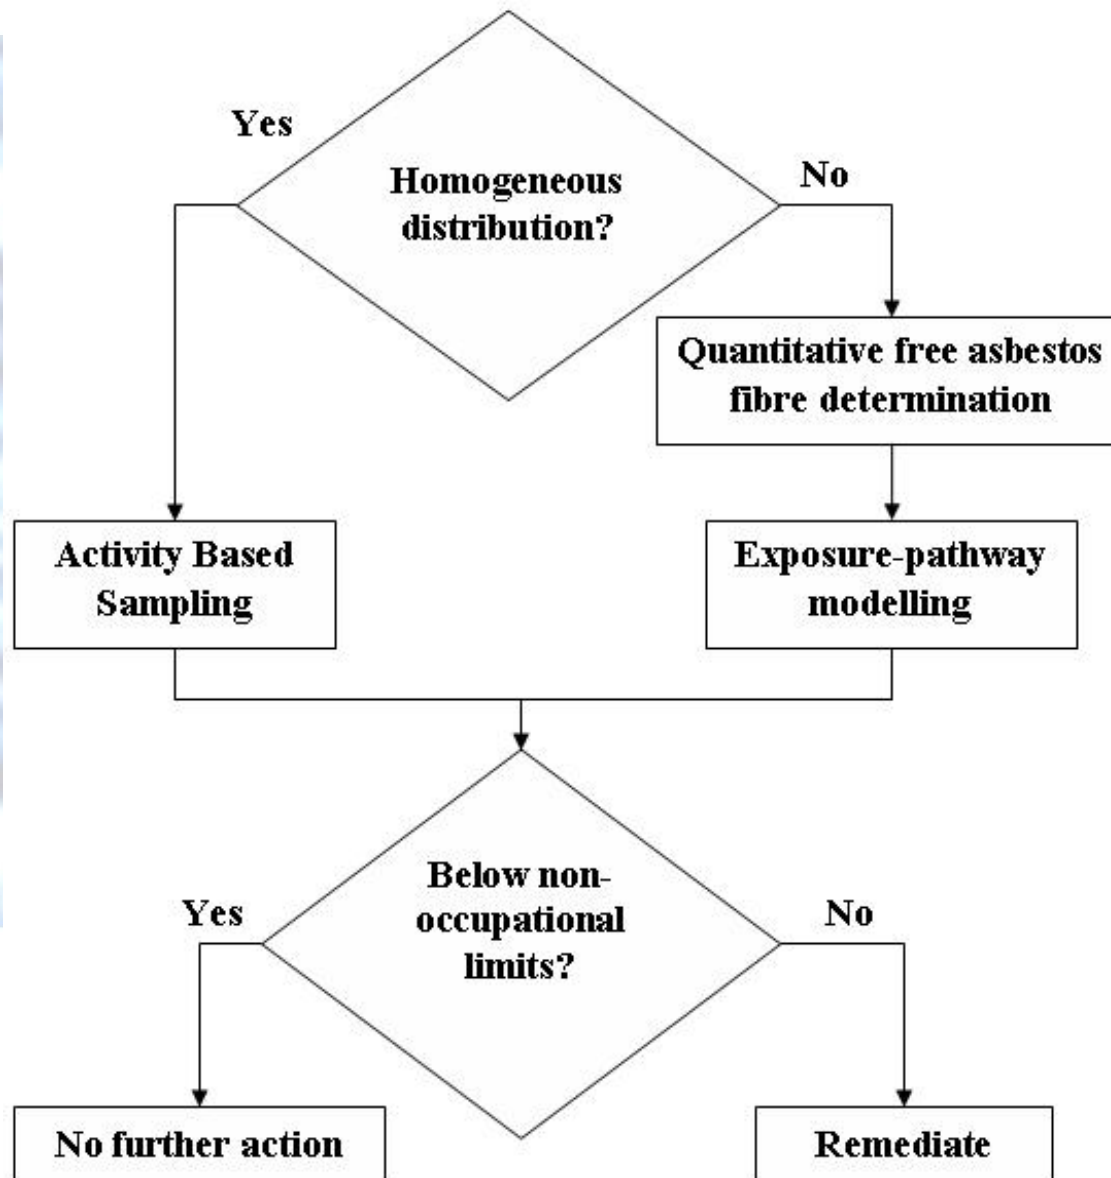 Yes
No
Homogeneous
distribution?
Quantitative free asbestos
fibre determination
Activity Based
Sampling
Exposure-pathway
modelling
Yes
No
Below non-
occupational
limits?
No further action
Remediate